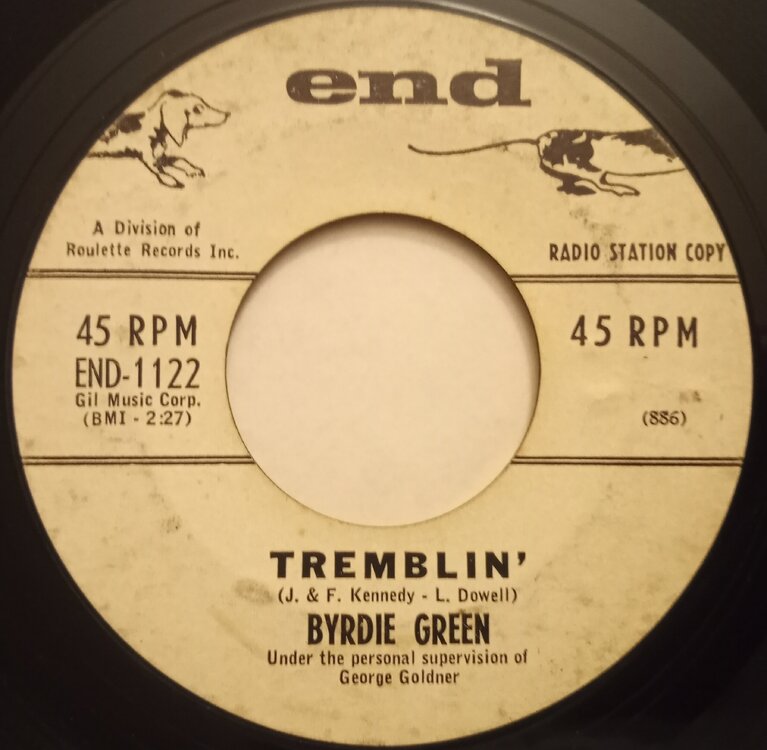 end
A Division of
Roulette Records Inc.
RADIO STATION COPY
45 RPM
END-1122
Gil Music Corp.
(BMI - 2:27)
45 RPM
(886)
TREMBLIN'
(J. & F. Kennedy - L. Dowell)
BYRDIE GREEN
Under the personal supervision of
George Goldner